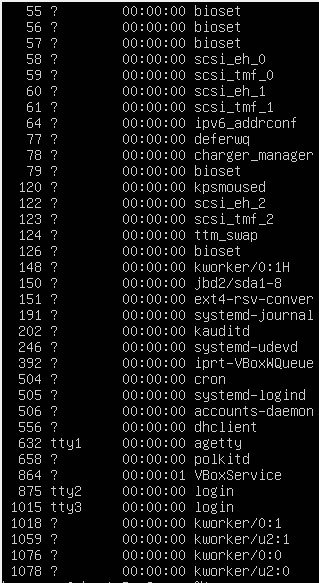 55 ? 00:00:00 bioset
56 ? 00:00:00 bioset
57 ? 00:00:00 bioset
58 ? 00:00:00 scsi_eh_0
59 ? 00:00:00 scsi_tmf_0
60 ? 00:00:00 scsi_eh_1
61 ? 00:00:00 scsi_tmf_1
64 ? 00:00:00 ipv6_addrconf
77 ? 00:00:00 deferwq
78 ? 00:00:00 charger_manager
79 ? 00:00:00 bioset
120 ? 00:00:00 kpsmoused
122 ? 00:00:00 scsi_eh_2
123 ? 00:00:00 scsi_tmf_2
124 ? 00:00:00 ttm_swap
126 ? 00:00:00 bioset
148 ? 00:00:00 kworker/0:1H
150 ? 00:00:00 jbd2/sda1-8
151 ? 00:00:00 ext4-rsv-conver
191 ? 00:00:00 systemd-journal
202 ? 00:00:00 kauditd
246 ? 00:00:00 systemd-udevd
392 ? 00:00:00 iprt-VBoxWQueue
504 ? 00:00:00 cron
505 ? 00:00:00 systemd-logind
506 ? 00:00:00 accounts-daemon
556 ? 00:00:00 dhclient
632 tty1 00:00:00 agetty
658 ? 00:00:00 polkitd
864 ? 00:00:01 VBoxService
875 tty2 00:00:00 login
1015 tty3 00:00:00 login
1018 ? 00:00:00 kworker/0:1
1059 ? 00:00:00 kworker/u2:1
1076 ? 00:00:00 kworker/0:0
1078 ? 00:00:00 kworker/u2:0